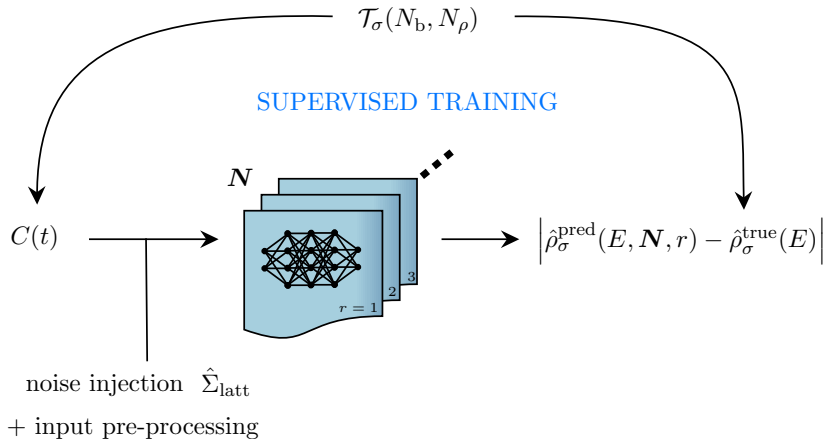 𝒯_σ(N_b, N_ρ)
SUPERVISED TRAINING
N
C(t)
r = 1
2
3
|ρ̂_σ^pred(E, N, r) − ρ̂_σ^true(E)|
noise injection Σ̂_latt
+ input pre-processing